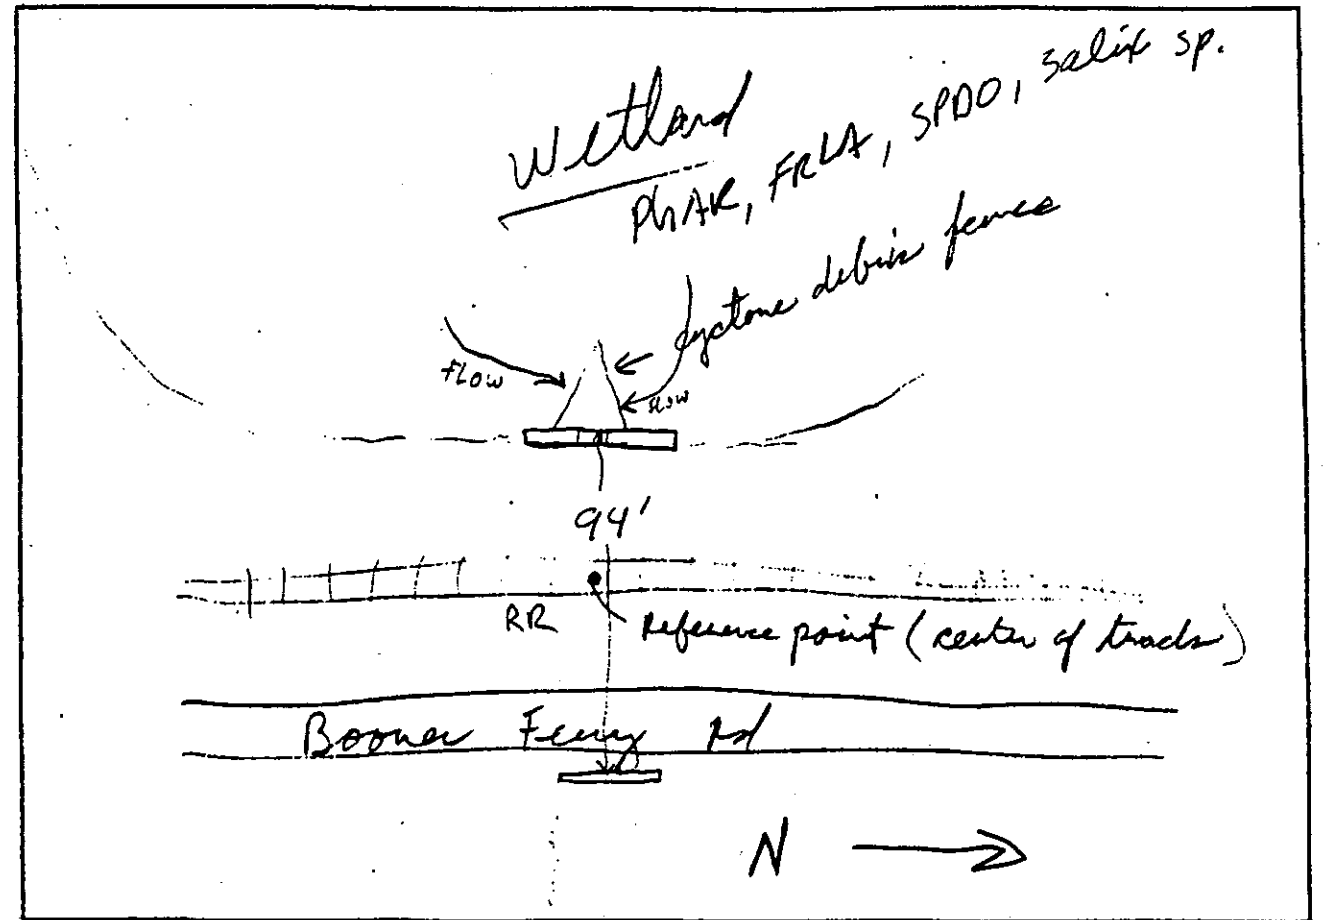 Wetland
PhAR, FRLA, SPDO, Salix sp.
cyclone debris fence
FLOW
FLOW
94'
RR
Reference point (center of tracks)
Boones Ferry Rd
N